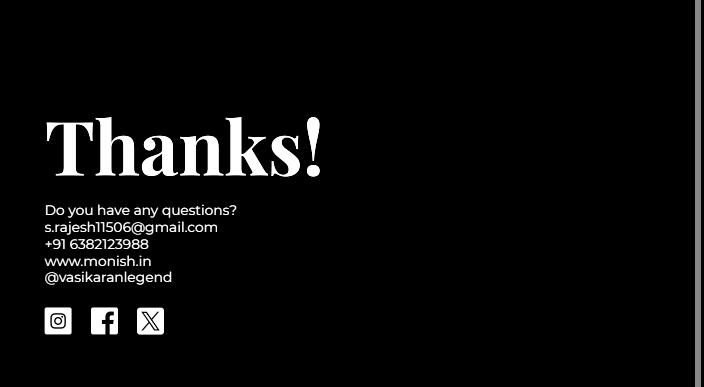 Thanks!
Do you have any questions?
s.rajesh11506@gmail.com
+91 6382123988
www.monish.in
@vasikaranlegend